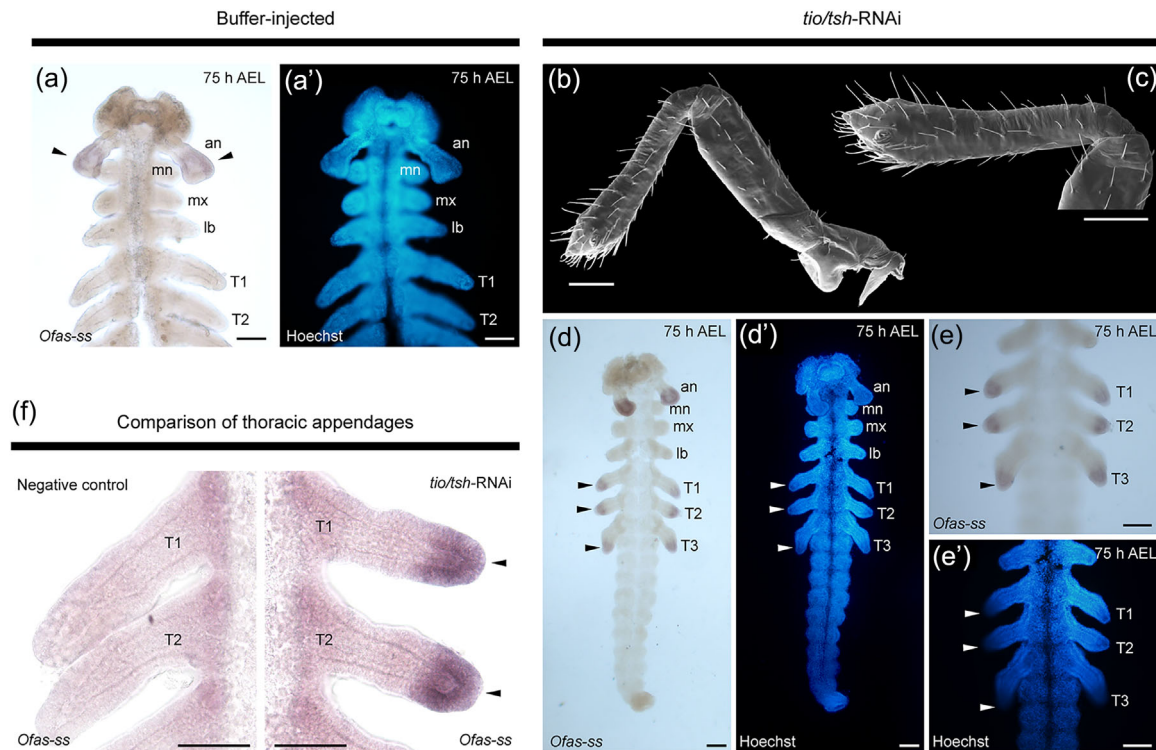 Buffer-injected
tio/tsh-RNAi
(a)
75 h AEL
an
mn
mx
lb
T1
T2
Ofas-ss
(a')
75 h AEL
an
mn
mx
lb
T1
T2
Hoechst
(b)
(c)
(d)
75 h AEL
an
mn
mx
lb
T1
T2
T3
Ofas-ss
(d')
75 h AEL
an
mn
mx
lb
T1
T2
T3
Hoechst
(e)
75 h AEL
T1
T2
T3
Ofas-ss
(e')
75 h AEL
T1
T2
T3
Hoechst
(f)
Comparison of thoracic appendages
Negative control
tio/tsh-RNAi
T1
T1
T2
T2
Ofas-ss
Ofas-ss